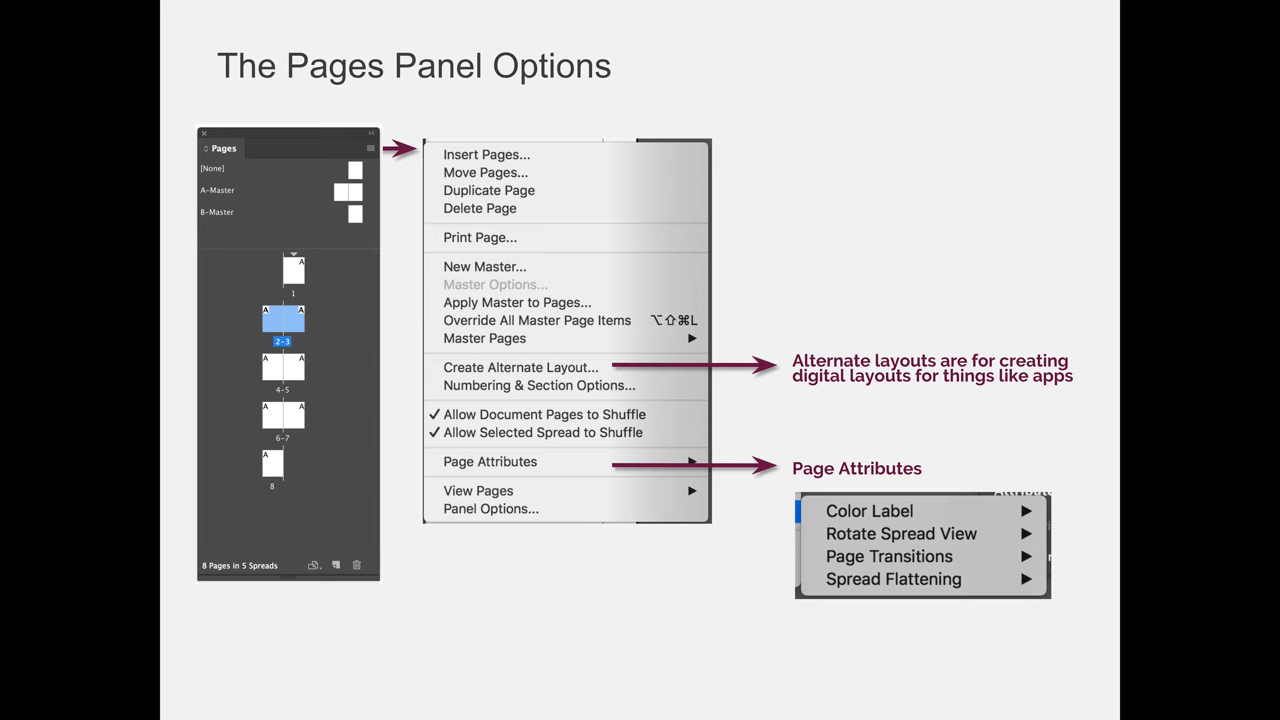 The Pages Panel Options
Pages
[None]
A-Master
B-Master
A
1
A A
2-3
A A
4-5
A A
6-7
A
8
8 Pages in 5 Spreads
Insert Pages...
Move Pages...
Duplicate Page
Delete Page
Print Page...
New Master...
Master Options...
Apply Master to Pages...
Override All Master Page Items ⌥⇧⌘L
Master Pages
Create Alternate Layout...
Numbering & Section Options...
Allow Document Pages to Shuffle
Allow Selected Spread to Shuffle
Page Attributes
View Pages
Panel Options...
Alternate layouts are for creating
digital layouts for things like apps
Page Attributes
Color Label
Rotate Spread View
Page Transitions
Spread Flattening